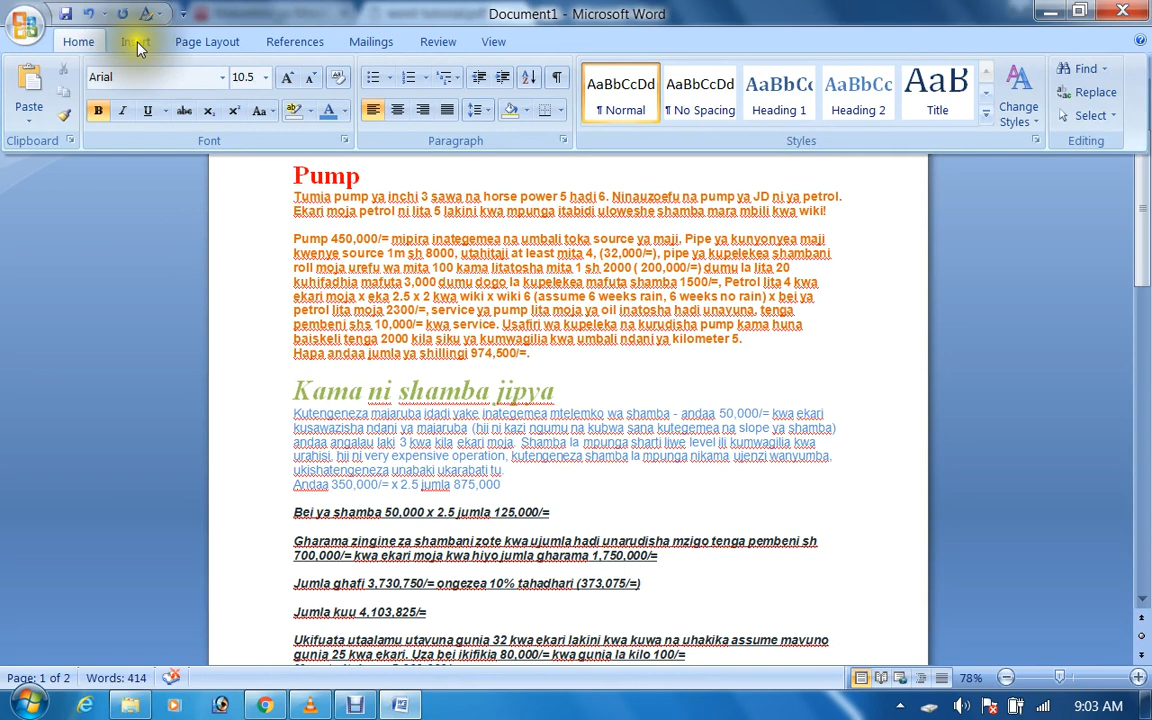 Document1 - Microsoft Word
Home Insert Page Layout References Mailings Review View
Paste
Arial 10.5
AaBbCcDd AaBbCcDd AaBbCc AaBbCc AaB
¶ Normal ¶ No Spacing Heading 1 Heading 2 Title
Change Styles
Find
Replace
Select
Clipboard Font Paragraph Styles Editing
Pump
Tumia pump ya inchi 3 sawa na horse power 5 hadi 6. Ninauzoefu na pump ya JD ni ya petrol.
Ekari moja petrol ni lita 5 lakini kwa mpunga itabidi uloweshe shamba mara mbili kwa wiki!
Pump 450,000/= mipira inategemea na umbali toka source ya maji, Pipe ya kunyonyea maji
kwenye source 1m sh 8000, utahitaji at least mita 4, (32,000/=), pipe ya kupelekea shambani
roll moja urefu wa mita 100 kama litatosha mita 1 sh 2000 ( 200,000/=) dumu la lita 20
kuhifadhia mafuta 3,000 dumu dogo la kupelekea mafuta shamba 1500/=, Petrol lita 4 kwa
ekari moja x eka 2.5 x 2 kwa wiki x wiki 6 (assume 6 weeks rain, 6 weeks no rain) x bei ya
petrol lita moja 2300/=, service ya pump lita moja ya oil inatosha hadi unavuna, tenga
pembeni shs 10,000/= kwa service. Usafiri wa kupeleka na kurudisha pump kama huna
baiskeli tenga 2000 kila siku ya kumwagilia kwa umbali ndani ya kilometer 5.
Hapa andaa jumla ya shillingi 974,500/=.
Kama ni shamba jipya
Kutengeneza majaruba idadi yake inategemea mtelemko wa shamba - andaa 50,000/= kwa ekari
kusawazisha ndani ya majaruba (hii ni kazi ngumu na kubwa sana kutegemea na slope ya shamba)
andaa angalau laki 3 kwa kila ekari moja. Shamba la mpunga sharti liwe level ili kumwagilia kwa
urahisi, hii ni very expensive operation, kutengeneza shamba la mpunga nikama ujenzi wanyumba,
ukishatengeneza unabaki ukarabati tu.
Andaa 350,000/= x 2.5 jumla 875,000
Bei ya shamba 50,000 x 2.5 jumla 125,000/=
Gharama zingine za shambani zote kwa ujumla hadi unarudisha mzigo tenga pembeni sh
700,000/= kwa ekari moja kwa hiyo jumla gharama 1,750,000/=
Jumla ghafi 3,730,750/= ongezea 10% tahadhari (373,075/=)
Jumla kuu 4,103,825/=
Ukifuata utaalamu utavuna gunia 32 kwa ekari lakini kwa kuwa na uhakika assume mavuno
gunia 25 kwa ekari. Uza bei ikifikia 80,000/= kwa gunia la kilo 100/=
Page: 1 of 2 Words: 414 78%
9:03 AM